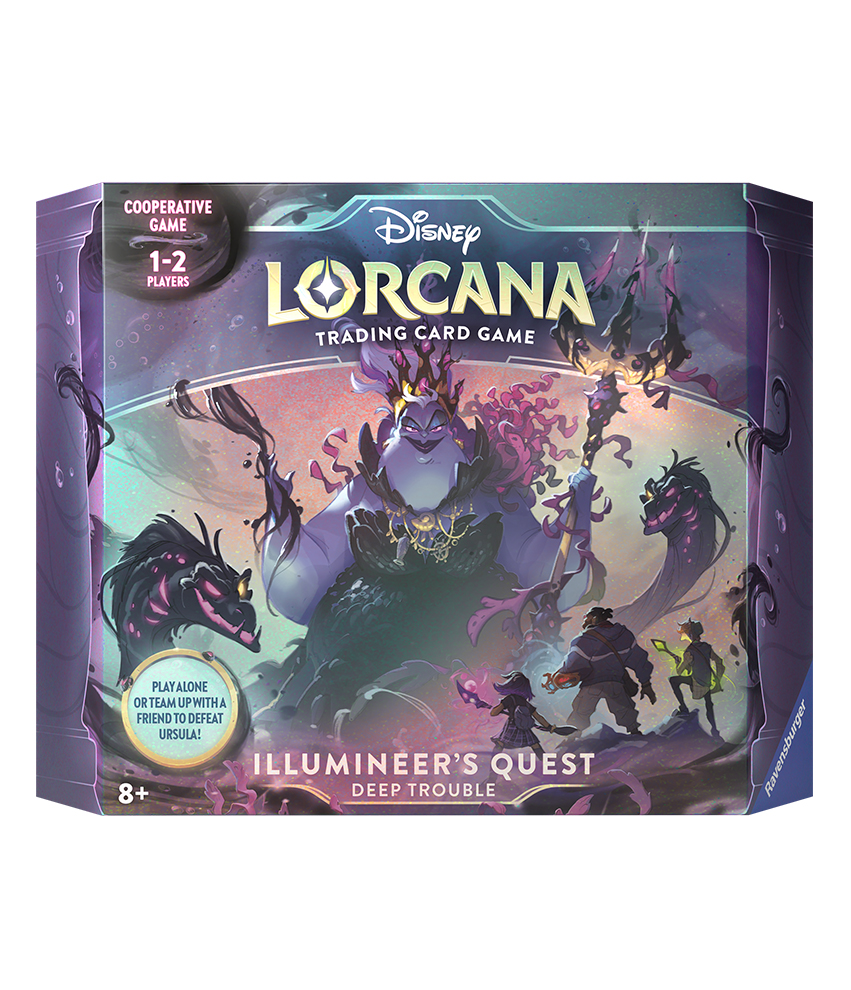 COOPERATIVE
GAME
1-2
PLAYERS
Disney
LORCANA
TRADING CARD GAME
PLAY ALONE
OR TEAM UP WITH A
FRIEND TO DEFEAT
URSULA!
ILLUMINEER'S QUEST
DEEP TROUBLE
8+
Ravensburger